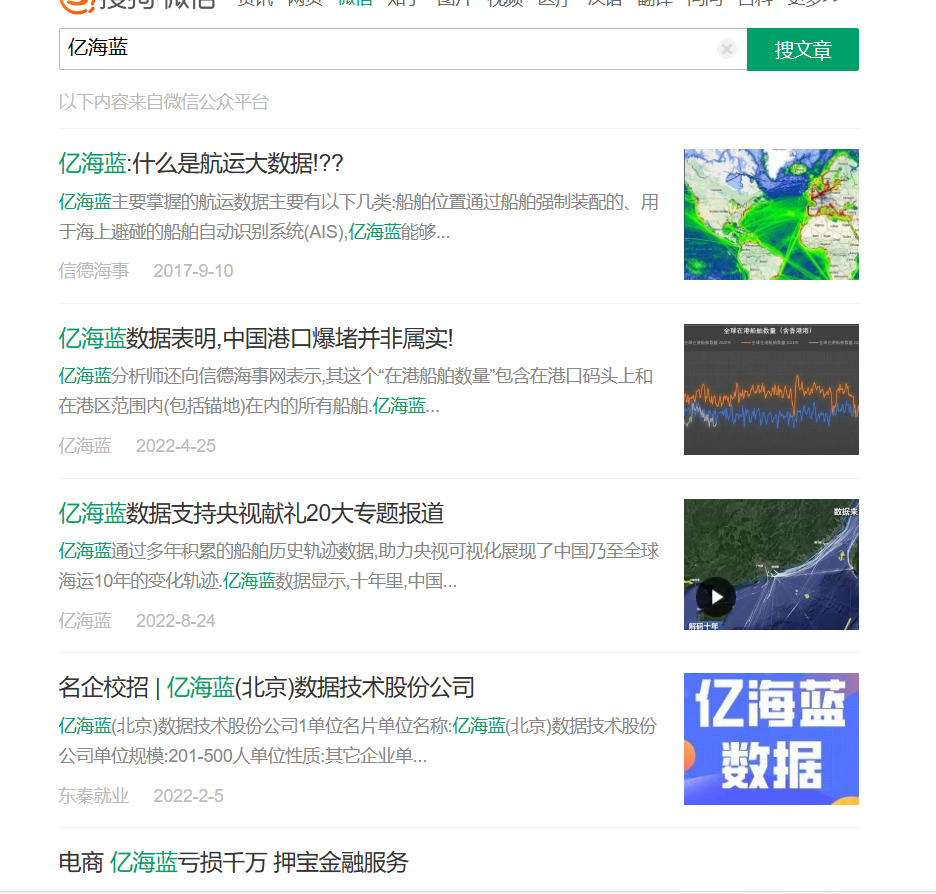 搜狗 微信 资讯 网页 微信 知乎 图片 视频 医疗 汉语 翻译 问问 百科 更多>>
亿海蓝
搜文章
以下内容来自微信公众平台
亿海蓝:什么是航运大数据!??
亿海蓝主要掌握的航运数据主要有以下几类:船舶位置通过船舶强制装配的、用
于海上避碰的船舶自动识别系统(AIS),亿海蓝能够...
信德海事 2017-9-10
亿海蓝数据表明,中国港口爆堵并非属实!
亿海蓝分析师还向信德海事网表示,其这个“在港船舶数量”包含在港口码头上和
在港区范围内(包括锚地)在内的所有船舶.亿海蓝...
亿海蓝 2022-4-25
全球在港船舶数量（含香港港）
亿海蓝数据支持央视献礼20大专题报道
亿海蓝通过多年积累的船舶历史轨迹数据,助力央视可视化展现了中国乃至全球
海运10年的变化轨迹.亿海蓝数据显示,十年里,中国...
亿海蓝 2022-8-24
数据来
解码十年
名企校招 | 亿海蓝(北京)数据技术股份公司
亿海蓝(北京)数据技术股份公司1单位名片单位名称:亿海蓝(北京)数据技术股份
公司单位规模:201-500人单位性质:其它企业单...
东秦就业 2022-2-5
亿海蓝
数据
电商 亿海蓝亏损千万 押宝金融服务